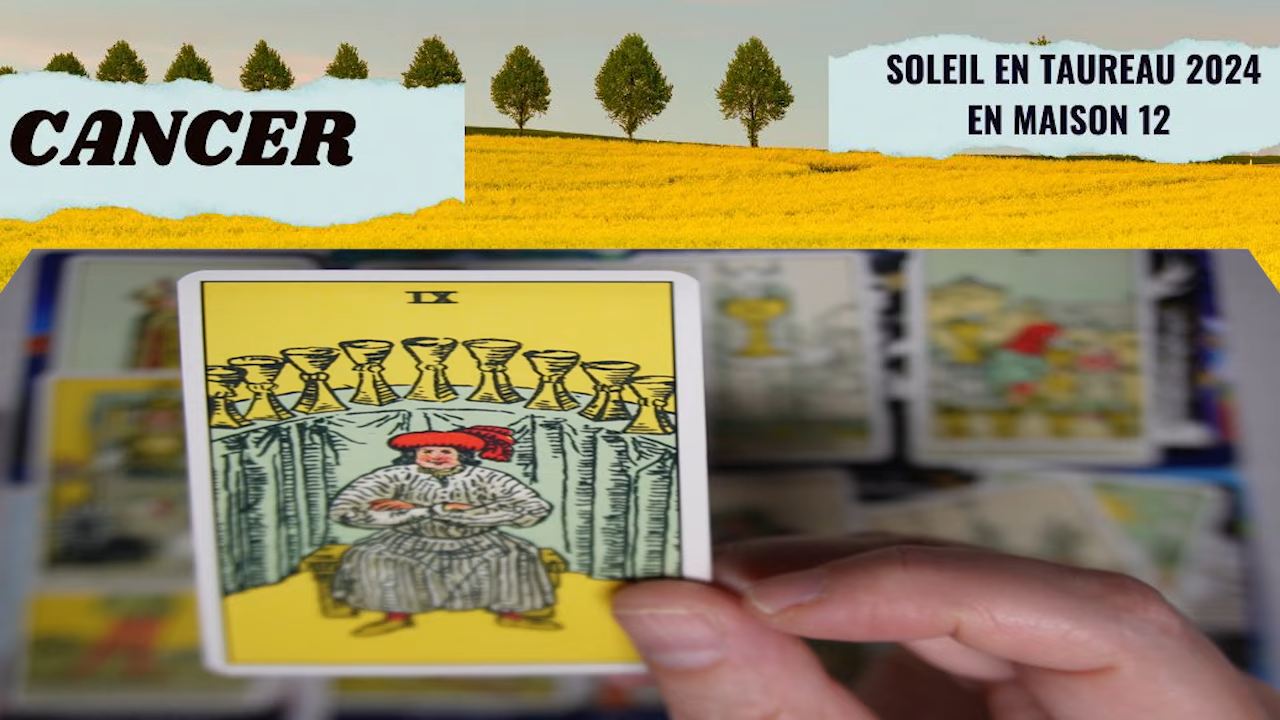 CANCER
SOLEIL EN TAUREAU 2024
EN MAISON 12
IX